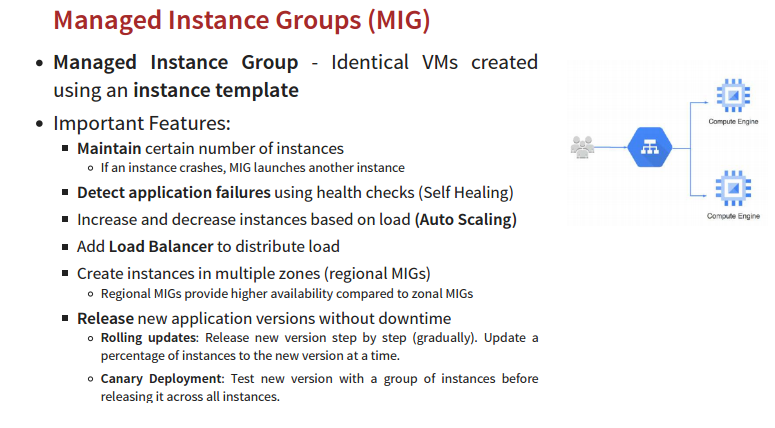 Managed Instance Groups (MIG)
• Managed Instance Group - Identical VMs created
using an instance template
• Important Features:
▪ Maintain certain number of instances
◦ If an instance crashes, MIG launches another instance
▪ Detect application failures using health checks (Self Healing)
▪ Increase and decrease instances based on load (Auto Scaling)
▪ Add Load Balancer to distribute load
▪ Create instances in multiple zones (regional MIGs)
◦ Regional MIGs provide higher availability compared to zonal MIGs
▪ Release new application versions without downtime
◦ Rolling updates: Release new version step by step (gradually). Update a
percentage of instances to the new version at a time.
◦ Canary Deployment: Test new version with a group of instances before
releasing it across all instances.
Compute Engine
Compute Engine